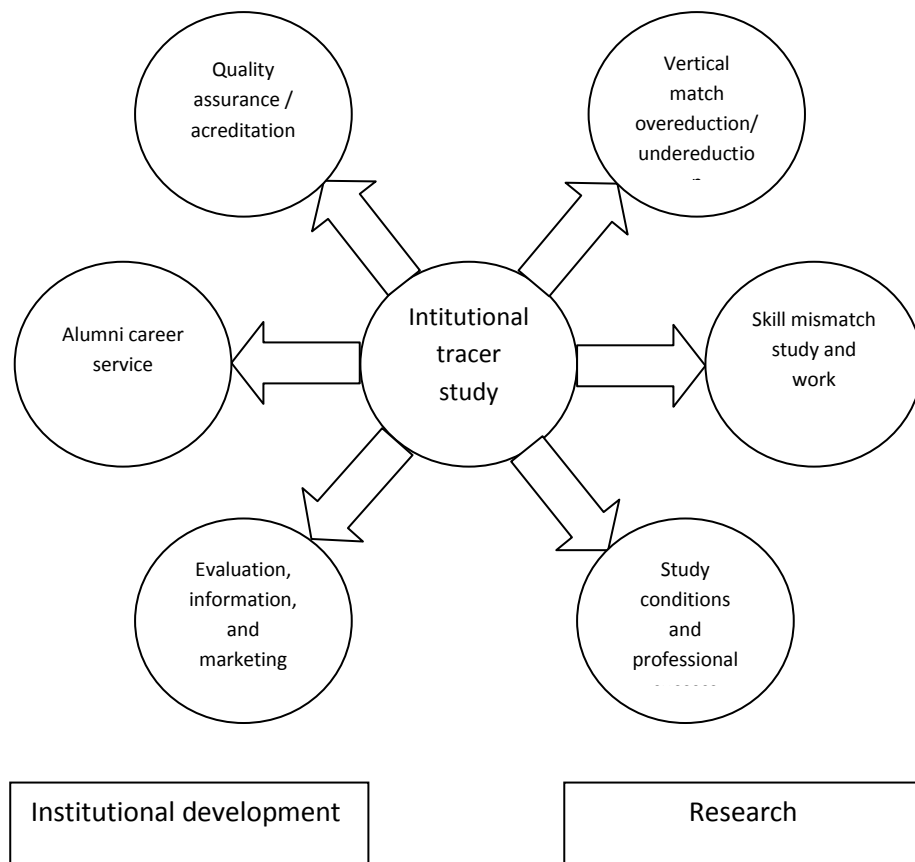 Quality
assurance /
acreditation
Vertical
match
overeduction/
undereductio
Intitutional
tracer
study
Alumni career
service
Skill mismatch
study and
work
Evaluation,
information,
and
marketing
Study
conditions
and
professional
Institutional development
Research